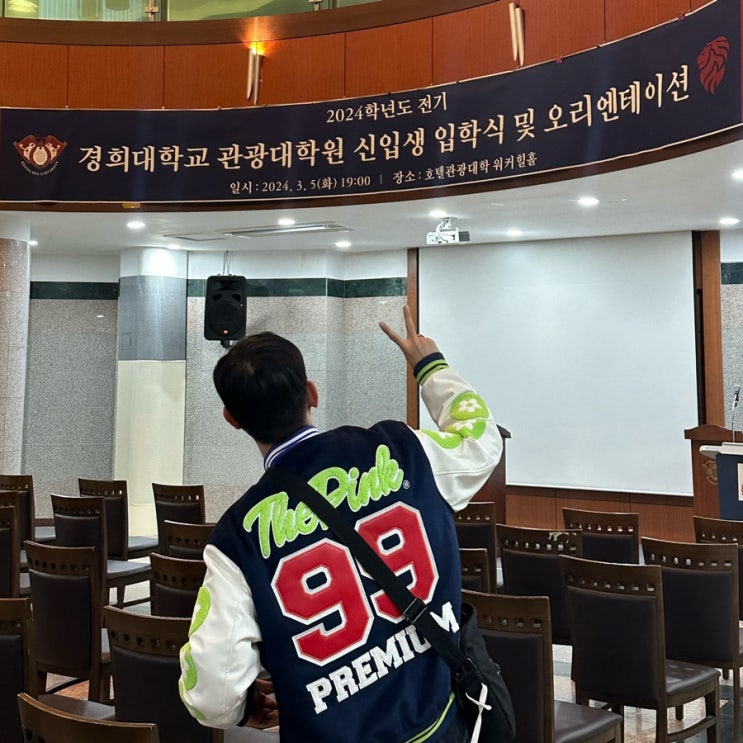 2024학년도 전기
경희대학교 관광대학원 신입생 입학식 및 오리엔테이션
일시 : 2024. 3. 5(화) 19:00 | 장소 : 호텔관광대학 워커힐홀
The Pink®
99
PREMIUM